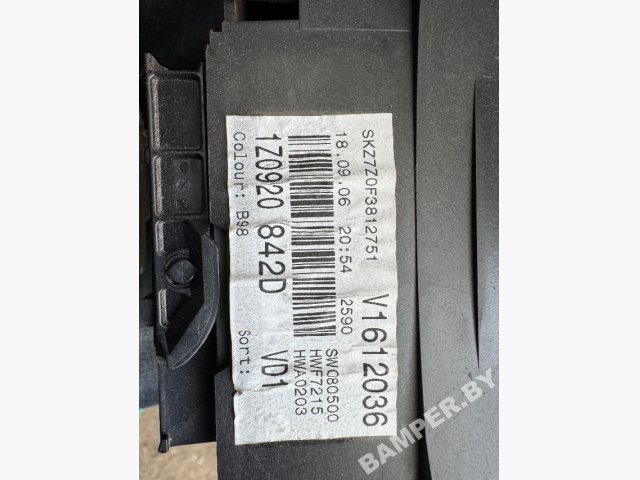 SKZ7Z0F3812751 V1612036
18.09.06 20:54 2590 SW080500
HWF7215
HWA0203
1Z0920 842D VD1
Colour: B98 Sort:
BAMPER.BY